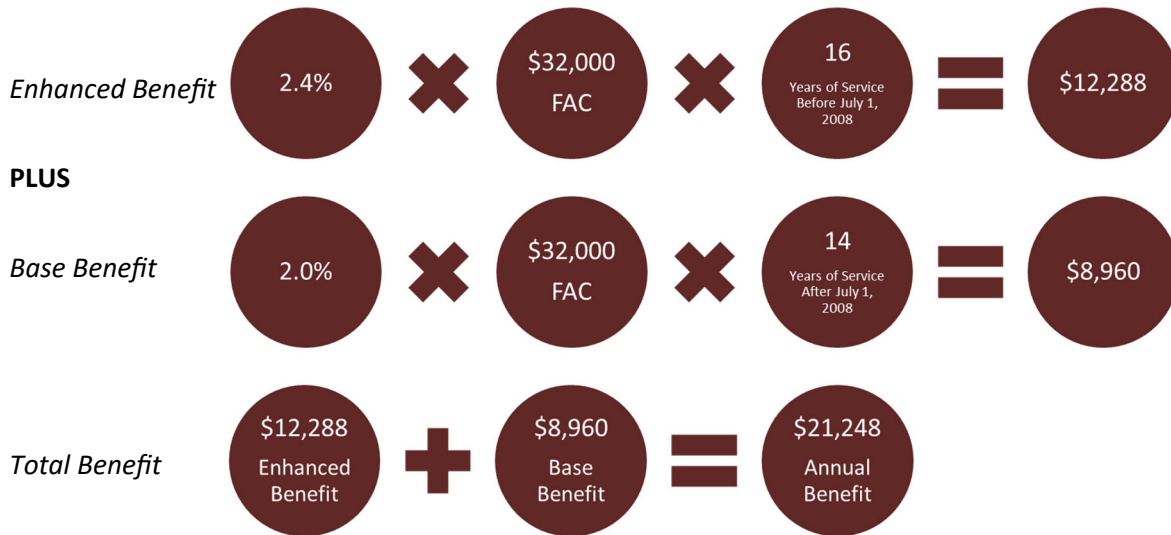 Enhanced Benefit
2.4%
$32,000
FAC
16
Years of Service
Before July 1,
2008
$12,288
PLUS
Base Benefit
2.0%
$32,000
FAC
14
Years of Service
After July 1,
2008
$8,960
Total Benefit
$12,288
Enhanced
Benefit
$8,960
Base
Benefit
$21,248
Annual
Benefit